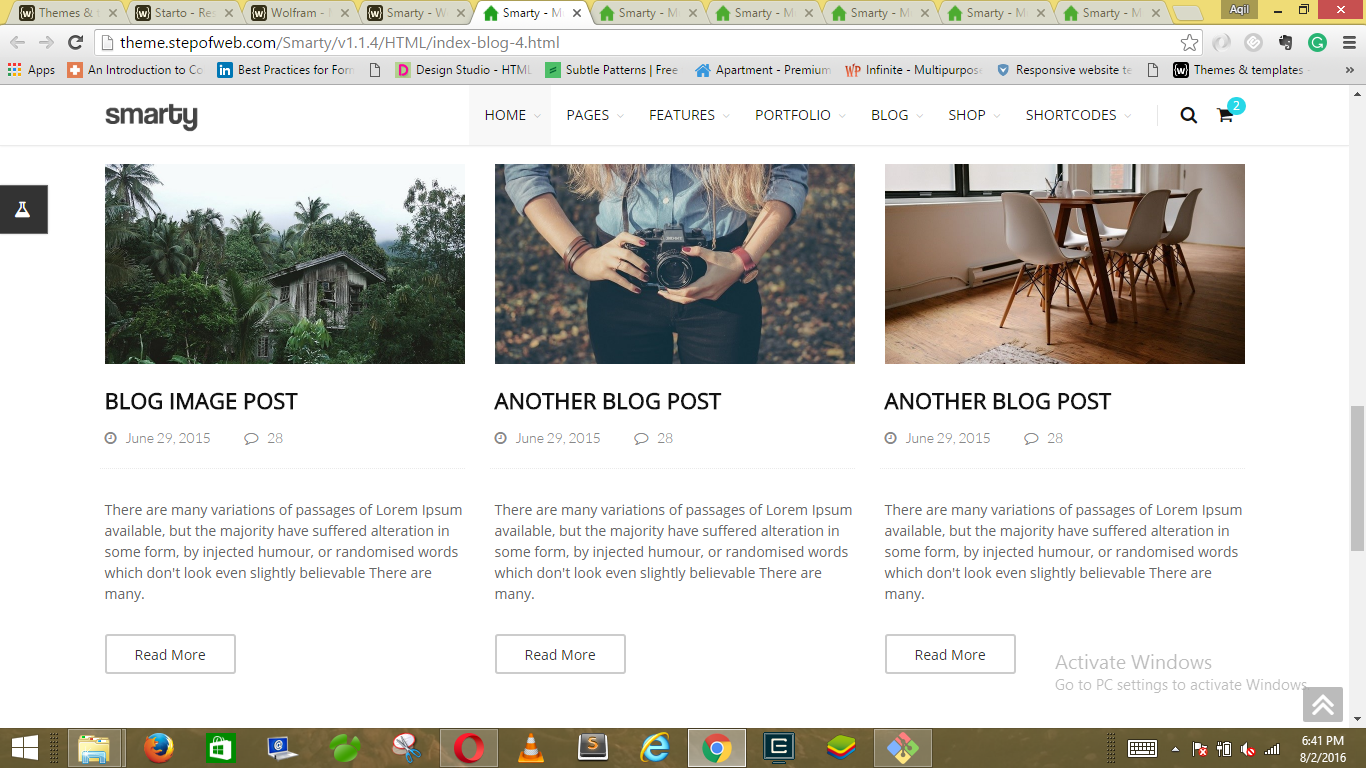 Themes & t
Starto - Res
Wolfram -
Smarty - W
Smarty - M
Smarty - M
Smarty - M
Smarty - M
Smarty - M
Smarty - M
Aqil
theme.stepofweb.com/Smarty/v1.1.4/HTML/index-blog-4.html
Apps
An Introduction to Co
Best Practices for Form
Design Studio - HTML
Subtle Patterns | Free
Apartment - Premium
Infinite - Multipurpose
Responsive website te
Themes & templates
»
smarty
HOME
PAGES
FEATURES
PORTFOLIO
BLOG
SHOP
SHORTCODES
2
BLOG IMAGE POST
June 29, 2015 28
There are many variations of passages of Lorem Ipsum
available, but the majority have suffered alteration in
some form, by injected humour, or randomised words
which don't look even slightly believable There are
many.
Read More
ANOTHER BLOG POST
June 29, 2015 28
There are many variations of passages of Lorem Ipsum
available, but the majority have suffered alteration in
some form, by injected humour, or randomised words
which don't look even slightly believable There are
many.
Read More
ANOTHER BLOG POST
June 29, 2015 28
There are many variations of passages of Lorem Ipsum
available, but the majority have suffered alteration in
some form, by injected humour, or randomised words
which don't look even slightly believable There are
many.
Read More
Activate Windows
Go to PC settings to activate Windows.
6:41 PM
8/2/2016